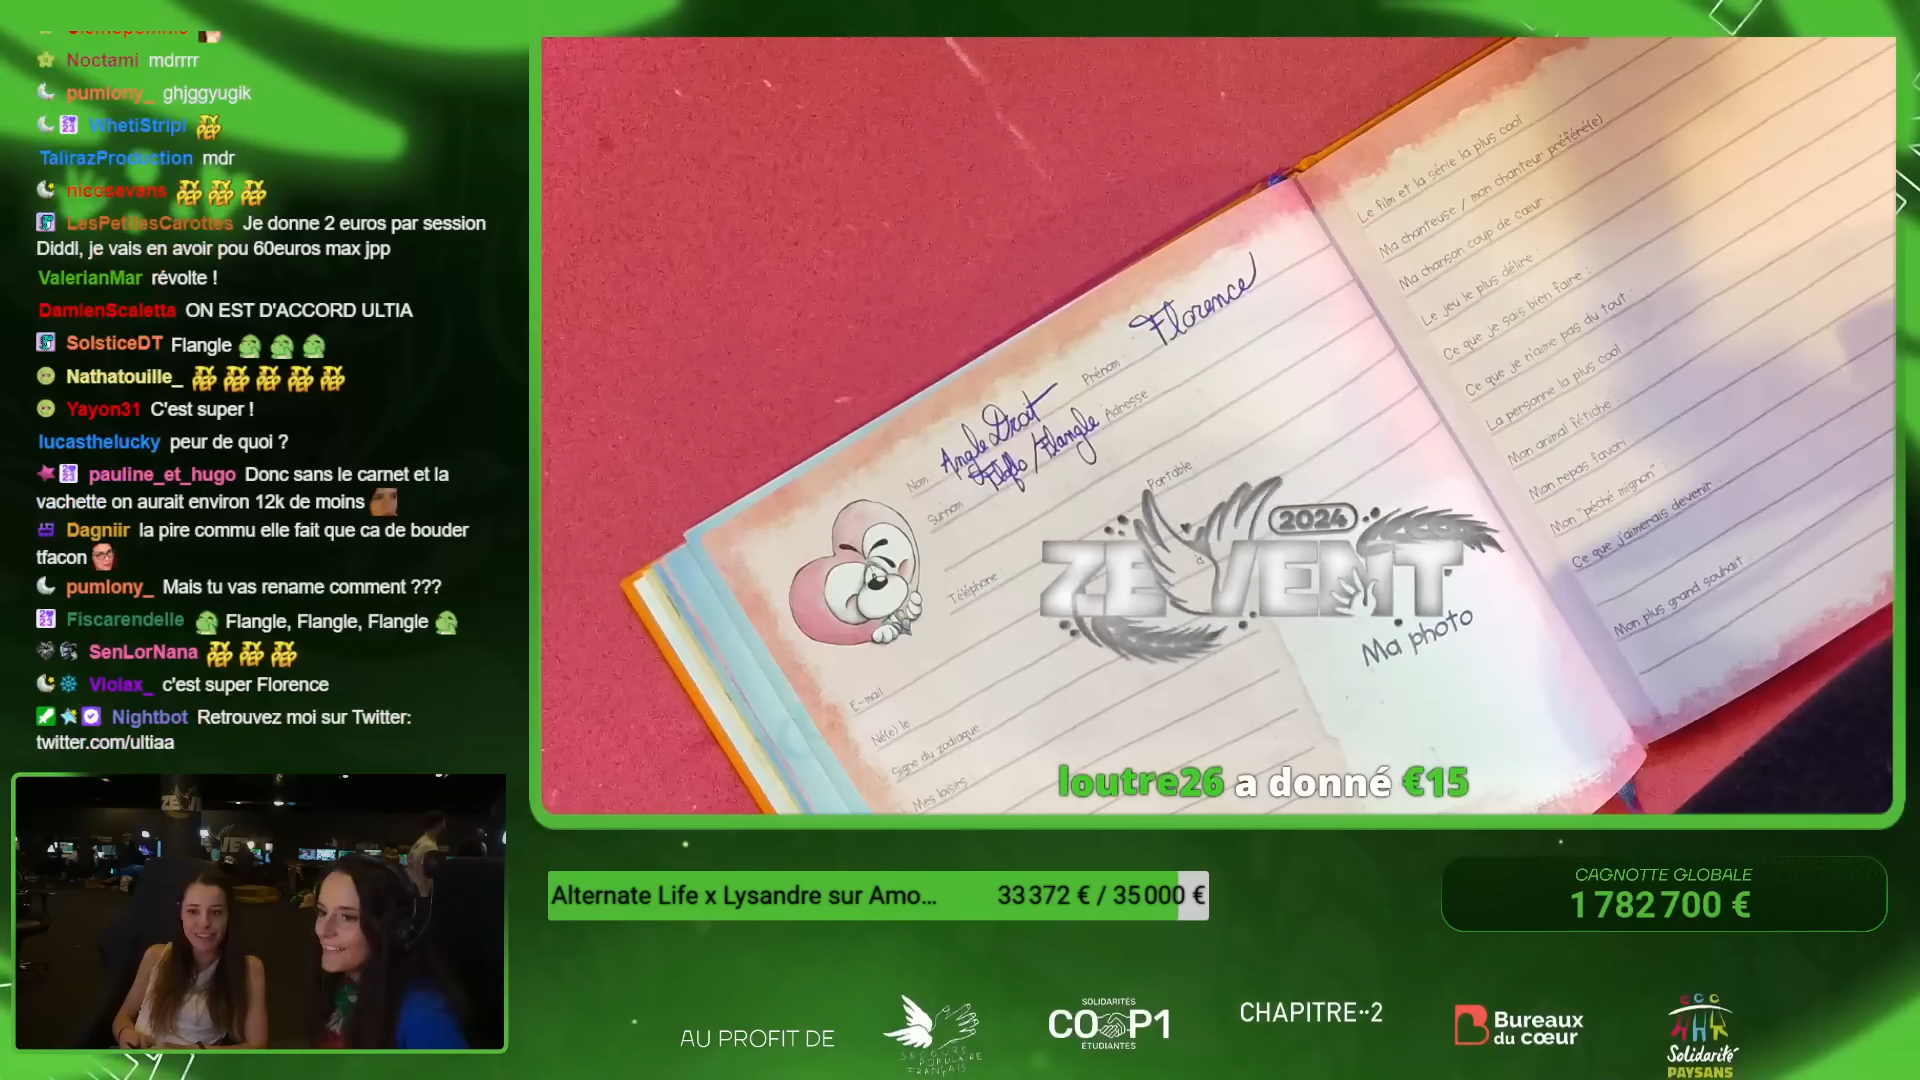 Noctami mdrrrr
pumlony_ ghjggyugik
WhetiStripf
TalirazProduction mdr
nicosevans
LesPetitesCarottes Je donne 2 euros par session
Diddl, je vais en avoir pou 60euros max jpp
ValerianMar révolte !
DamienScaletta ON EST D'ACCORD ULTIA
SolsticeDT Flangle
Nathatouille_
Yayon31 C'est super !
lucasthelucky peur de quoi ?
pauline_et_hugo Donc sans le carnet et la
vachette on aurait environ 12k de moins
Dagniir la pire commu elle fait que ca de bouder
tfacon
pumlony_ Mais tu vas rename comment ???
Fiscarendelle Flangle, Flangle, Flangle
SenLorNana
Violax_ c'est super Florence
Nightbot Retrouvez moi sur Twitter:
twitter.com/ultiaa
Nom Angle Droit Prénom : Florence
Surnom Floflo / Flangle Adresse
Téléphone : Portable
E-mail
Né(e) le
Signe du zodiaque :
Mes loisirs
Ma photo
Le film et la série la plus cool
Ma chanteuse / mon chanteur préféré(e)
Ma chanson coup de cœur :
Le jeu le plus délire :
Ce que je sais bien faire :
Ce que je n'aime pas du tout :
La personne la plus cool :
Mon animal fétiche :
Mon repas favori
Mon "péché mignon" :
Ce que j'aimerais devenir
Mon plus grand souhait :
2024
ZEVENT
loutre26 a donné €15
Alternate Life x Lysandre sur Amo... 33 372 € / 35 000 €
CAGNOTTE GLOBALE
1 782 700 €
AU PROFIT DE
SECOURS
POPULAIRE
FRANÇAIS
SOLIDARITÉS
COP1
ÉTUDIANTES
CHAPITRE··2
Bureaux
du cœur
Solidarité
PAYSANS